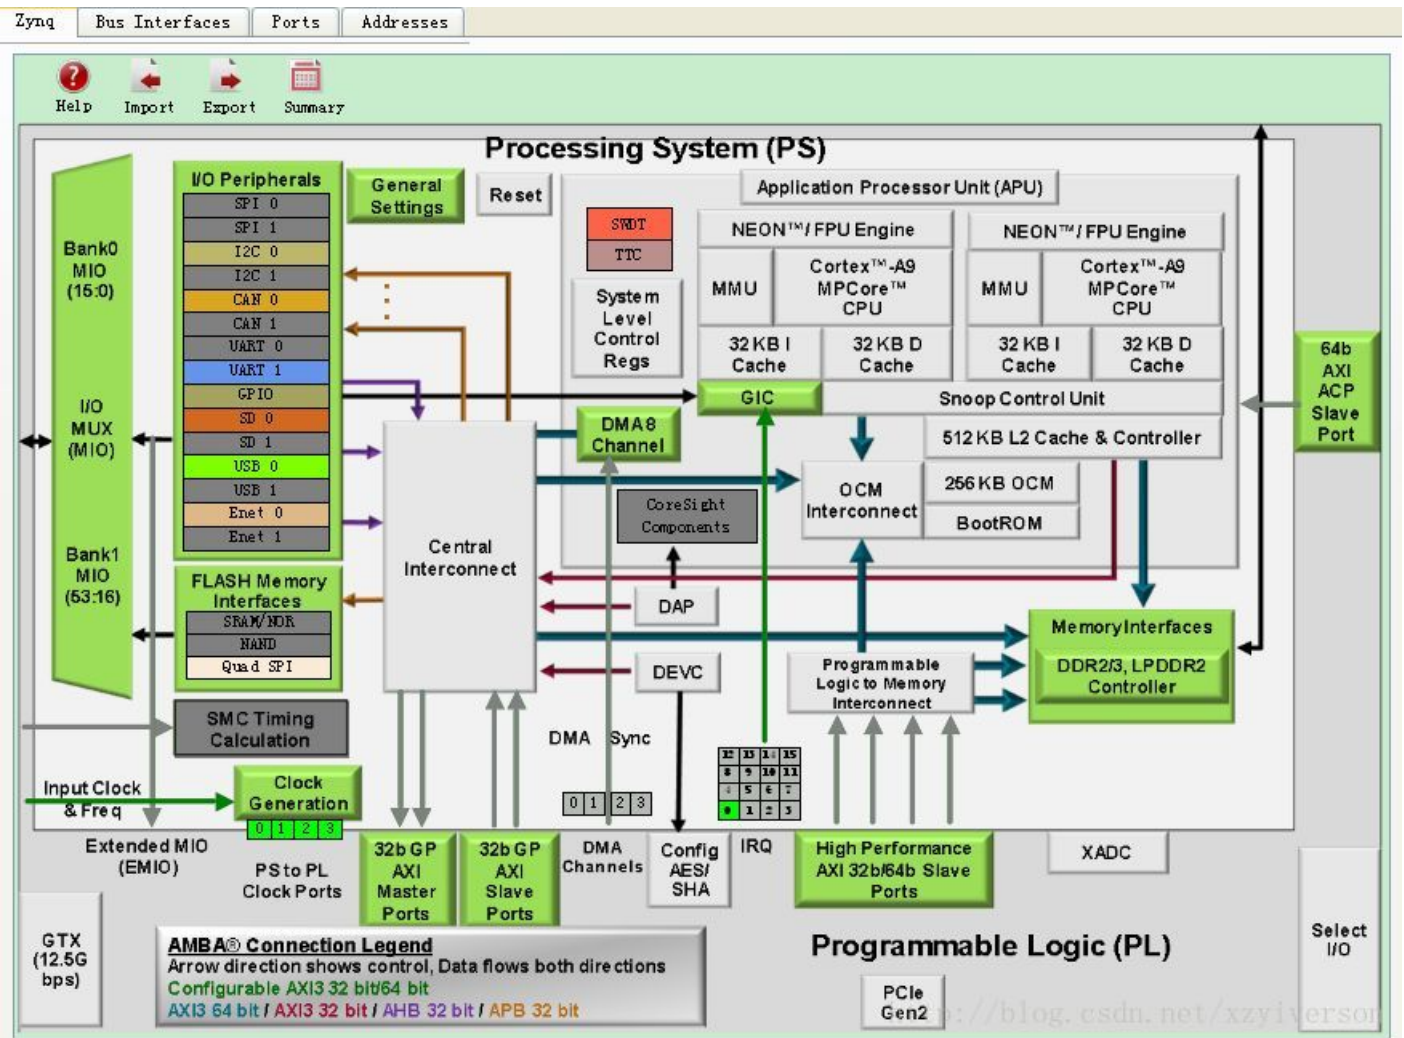 Zynq
Bus Interfaces
Ports
Addresses
Help
Import
Export
Summary
Processing System (PS)
Bank0
MIO
(15:0)
I/O
MUX
(MIO)
Bank1
MIO
(53:16)
I/O Peripherals
SPI 0
SPI 1
I2C 0
I2C 1
CAN 0
CAN 1
UART 0
UART 1
GPIO
SD 0
SD 1
USB 0
USB 1
Enet 0
Enet 1
FLASH Memory
Interfaces
SRAM/NOR
NAND
Quad SPI
SMC Timing
Calculation
General
Settings
Reset
Application Processor Unit (APU)
SWDT
TTC
System
Level
Control
Regs
NEON™/ FPU Engine
MMU
Cortex™-A9
MPCore™
CPU
32 KB I
Cache
32 KB D
Cache
NEON™/ FPU Engine
MMU
Cortex™-A9
MPCore™
CPU
32 KB I
Cache
32 KB D
Cache
GIC
Snoop Control Unit
DMA8
Channel
512 KB L2 Cache & Controller
OCM
Interconnect
256 KB OCM
BootROM
CoreSight
Components
64b
AXI
ACP
Slave
Port
Central
Interconnect
DAP
DEVC
Memory Interfaces
DDR2/3, LPDDR2
Controller
Programmable
Logic to Memory
Interconnect
DMA Sync
12 13 14 15
8 9 10 11
4 5 6 7
0 1 2 3
0 1 2 3
Input Clock
& Freq
Clock
Generation
0 1 2 3
Extended MIO
(EMIO)
PS to PL
Clock Ports
32b GP
AXI
Master
Ports
32b GP
AXI
Slave
Ports
DMA
Channels
Config
AES/
SHA
IRQ
High Performance
AXI 32b/64b Slave
Ports
XADC
GTX
(12.5G
bps)
AMBA® Connection Legend
Arrow direction shows control, Data flows both directions
Configurable AXI3 32 bit/64 bit
AXI3 64 bit / AXI3 32 bit / AHB 32 bit / APB 32 bit
Programmable Logic (PL)
PCIe
Gen2
Select
I/O
http://blog.csdn.net/xzyiverson